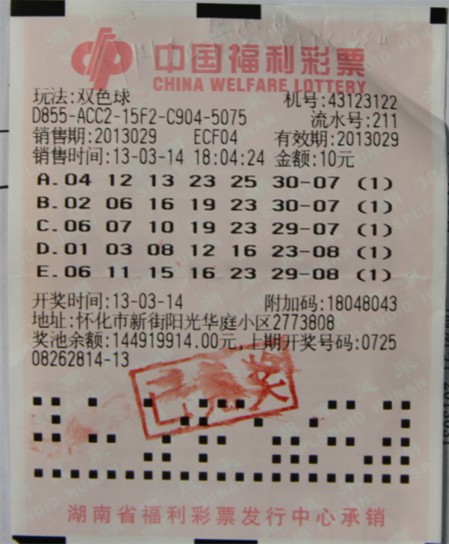 中国福利彩票
CHINA WELFARE LOTTERY
玩法:双色球 机号:43123122
D855-ACC2-15F2-C904-5075 流水号:211
销售期:2013029 ECF04 有效期:2013029
销售时间:13-03-14 18:04:24 金额:10元
A.04 12 13 23 25 30-07 (1)
B.02 06 16 19 23 30-07 (1)
C.06 07 10 19 23 29-07 (1)
D.01 03 08 12 16 23-08 (1)
E.06 11 15 16 23 29-08 (1)
开奖时间:13-03-14 附加码:18048043
地址:怀化市新街阳光华庭小区2773808
奖池余额:144919914.00元,上期开奖号码:0725
08262814-13
已兑奖
湖南省福利彩票发行中心承销